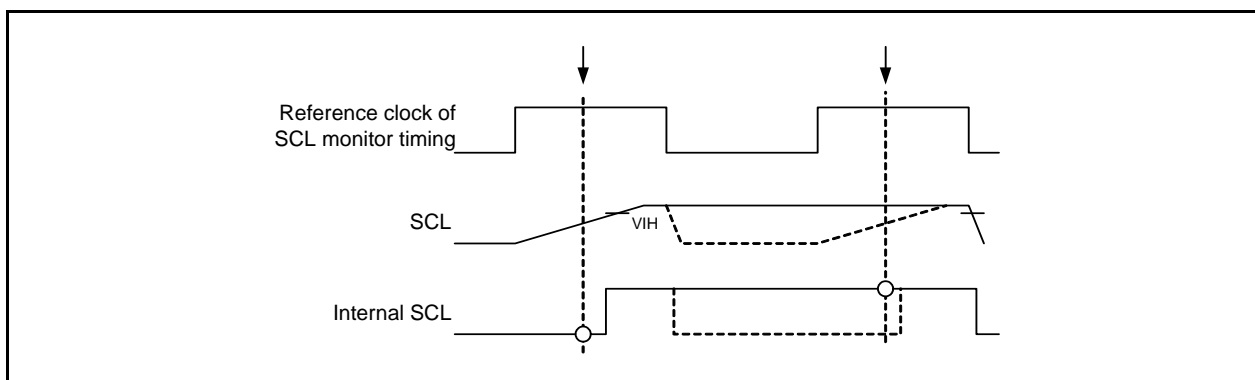 Reference clock of
SCL monitor timing
SCL
VIH
Internal SCL